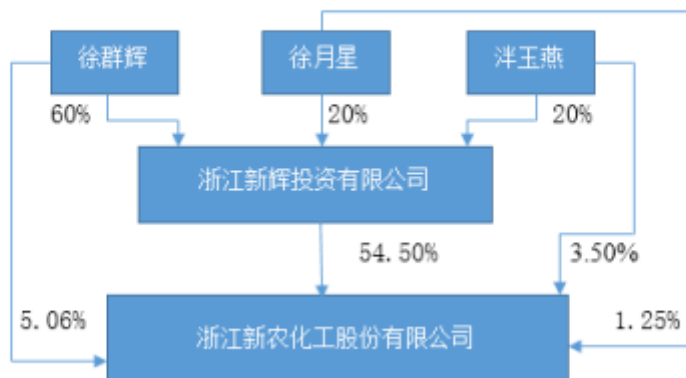 徐群辉 徐月星 泮玉燕
60% 20% 20%
浙江新辉投资有限公司
54.50% 3.50%
5.06% 1.25%
浙江新农化工股份有限公司